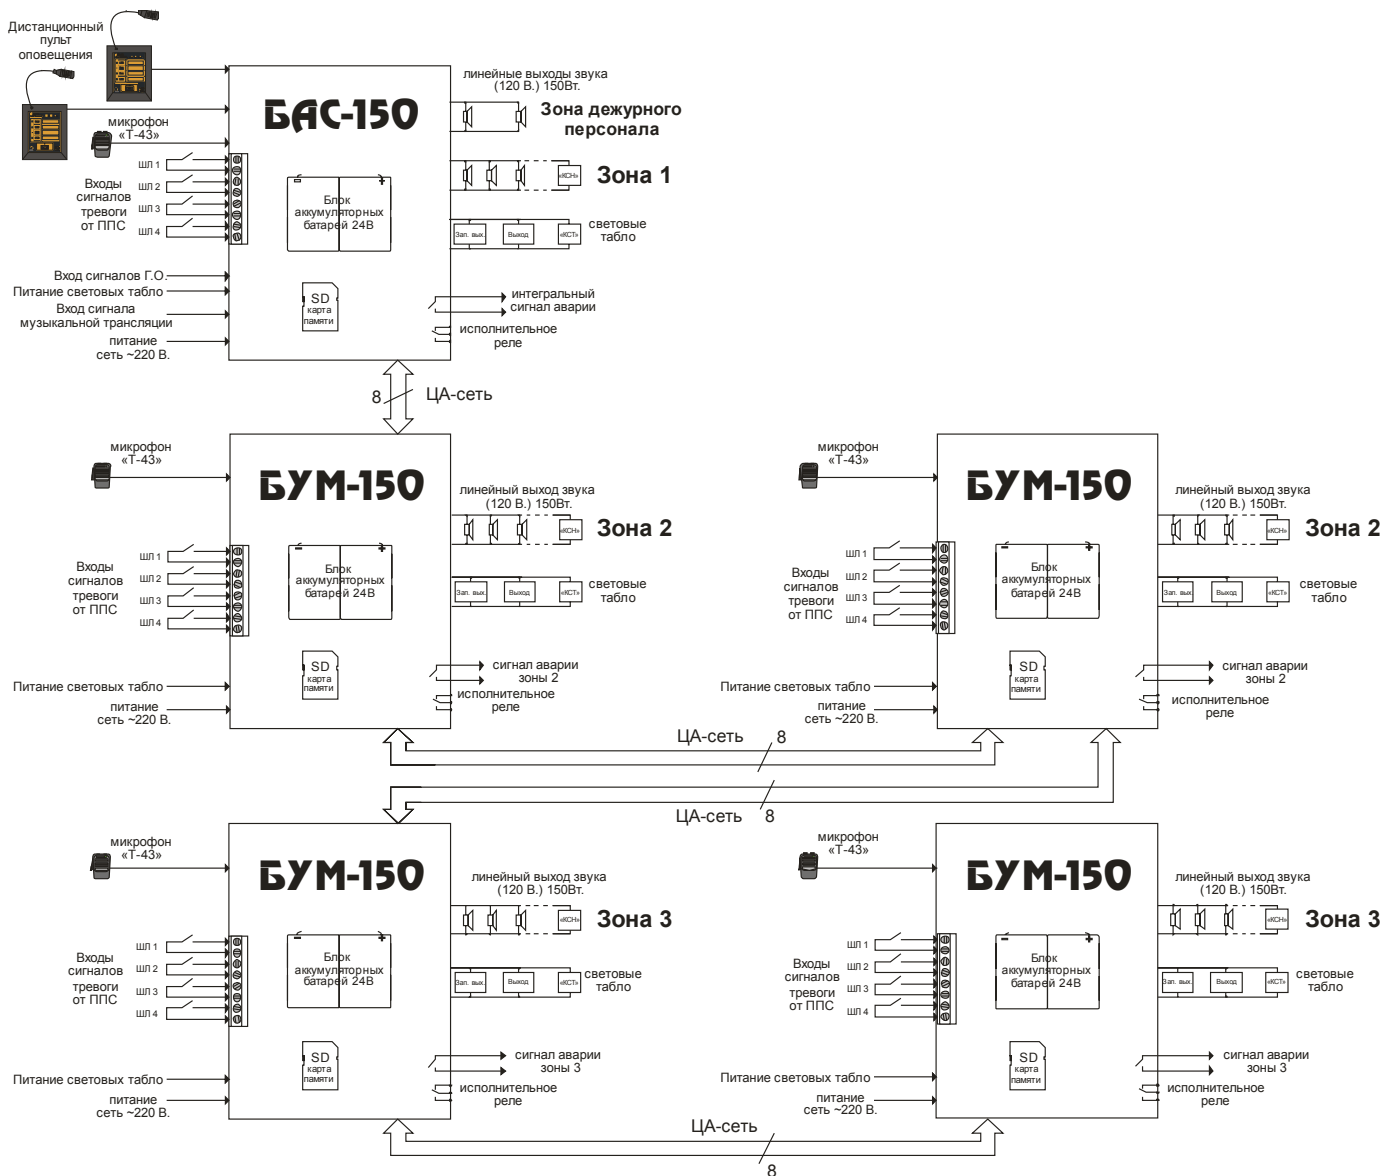 Дистанционный
пульт
оповещения
микрофон
«Т-43»
ШЛ 1
ШЛ 2
ШЛ 3
ШЛ 4
Входы
сигналов
тревоги
от ППС
Вход сигналов Г.О.
Питание световых табло
Вход сигнала
музыкальной трансляции
питание
сеть ~220 В.
БАС-150
Блок
аккумуляторных
батарей 24В
SD
карта
памяти
линейные выходы звука
(120 В.) 150Вт.
Зона дежурного
персонала
«КСН»
Зона 1
Зап. вых.
Выход
«КСТ»
световые
табло
интегральный
сигнал аварии
исполнительное
реле
8
ЦА-сеть
микрофон
«Т-43»
ШЛ 1
ШЛ 2
ШЛ 3
ШЛ 4
Входы
сигналов
тревоги
от ППС
Питание световых табло
питание
сеть ~220 В.
БУМ-150
Блок
аккумуляторных
батарей 24В
SD
карта
памяти
линейный выход звука
(120 В.) 150Вт.
«КСН»
Зона 2
Зап. вых.
Выход
«КСТ»
световые
табло
сигнал аварии
зоны 2
исполнительное
реле
микрофон
«Т-43»
ШЛ 1
ШЛ 2
ШЛ 3
ШЛ 4
Входы
сигналов
тревоги
от ППС
Питание световых табло
питание
сеть ~220 В.
БУМ-150
Блок
аккумуляторных
батарей 24В
SD
карта
памяти
линейный выход звука
(120 В.) 150Вт.
«КСН»
Зона 2
Зап. вых.
Выход
«КСТ»
световые
табло
сигнал аварии
зоны 2
исполнительное
реле
ЦА-сеть
8
ЦА-сеть
8
микрофон
«Т-43»
ШЛ 1
ШЛ 2
ШЛ 3
ШЛ 4
Входы
сигналов
тревоги
от ППС
Питание световых табло
питание
сеть ~220 В.
БУМ-150
Блок
аккумуляторных
батарей 24В
SD
карта
памяти
линейный выход звука
(120 В.) 150Вт.
«КСН»
Зона 3
Зап. вых.
Выход
«КСТ»
световые
табло
сигнал аварии
зоны 3
исполнительное
реле
микрофон
«Т-43»
ШЛ 1
ШЛ 2
ШЛ 3
ШЛ 4
Входы
сигналов
тревоги
от ППС
Питание световых табло
питание
сеть ~220 В.
БУМ-150
Блок
аккумуляторных
батарей 24В
SD
карта
памяти
линейный выход звука
(120 В.) 150Вт.
«КСН»
Зона 3
Зап. вых.
Выход
«КСТ»
световые
табло
сигнал аварии
зоны 3
исполнительное
реле
ЦА-сеть
8